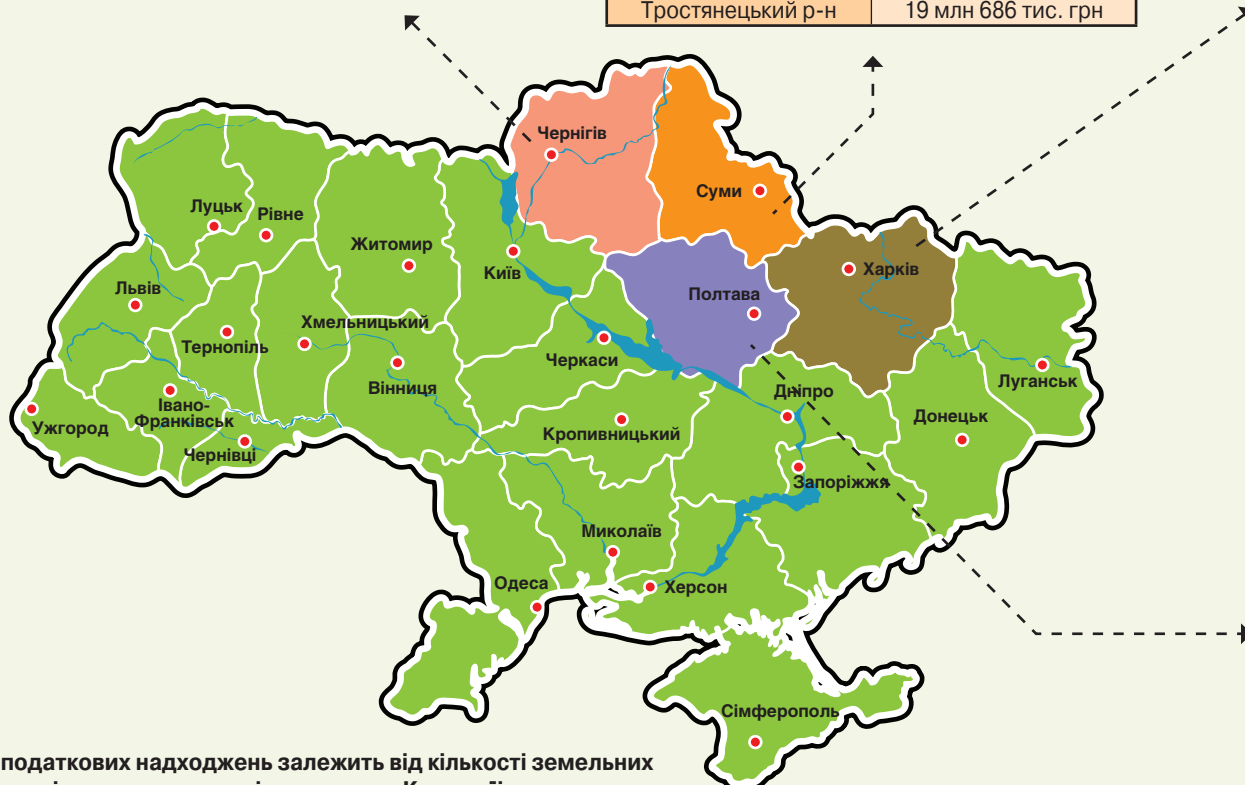 Тростянецький р-н 19 млн 686 тис. грн
Чернігів
Суми
Луцьк
Рівне
Житомир
Київ
Полтава
Харків
Львів
Тернопіль
Хмельницький
Вінниця
Черкаси
Дніпро
Луганськ
Івано-
Франківськ
Ужгород
Чернівці
Кропивницький
Донецьк
Запоріжжя
Миколаїв
Одеса
Херсон
Сімферополь
податкових надходжень залежить від кількості земельних